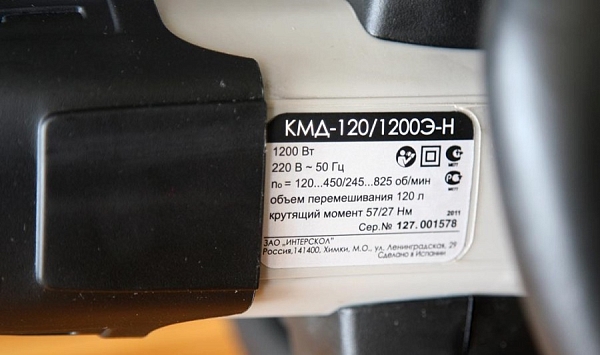 КМД-120/1200Э-Н
1200 Вт
220 В ~ 50 Гц
n₀ = 120...450/245...825 об/мин
объем перемешивания 120 л
крутящий момент 57/27 Нм
2011
Сер.№ 127.001578
ЗАО „ИНТЕРСКОЛ"
Россия,141400, Химки, М.О., ул. Ленинградская, 29
Сделано в Испании